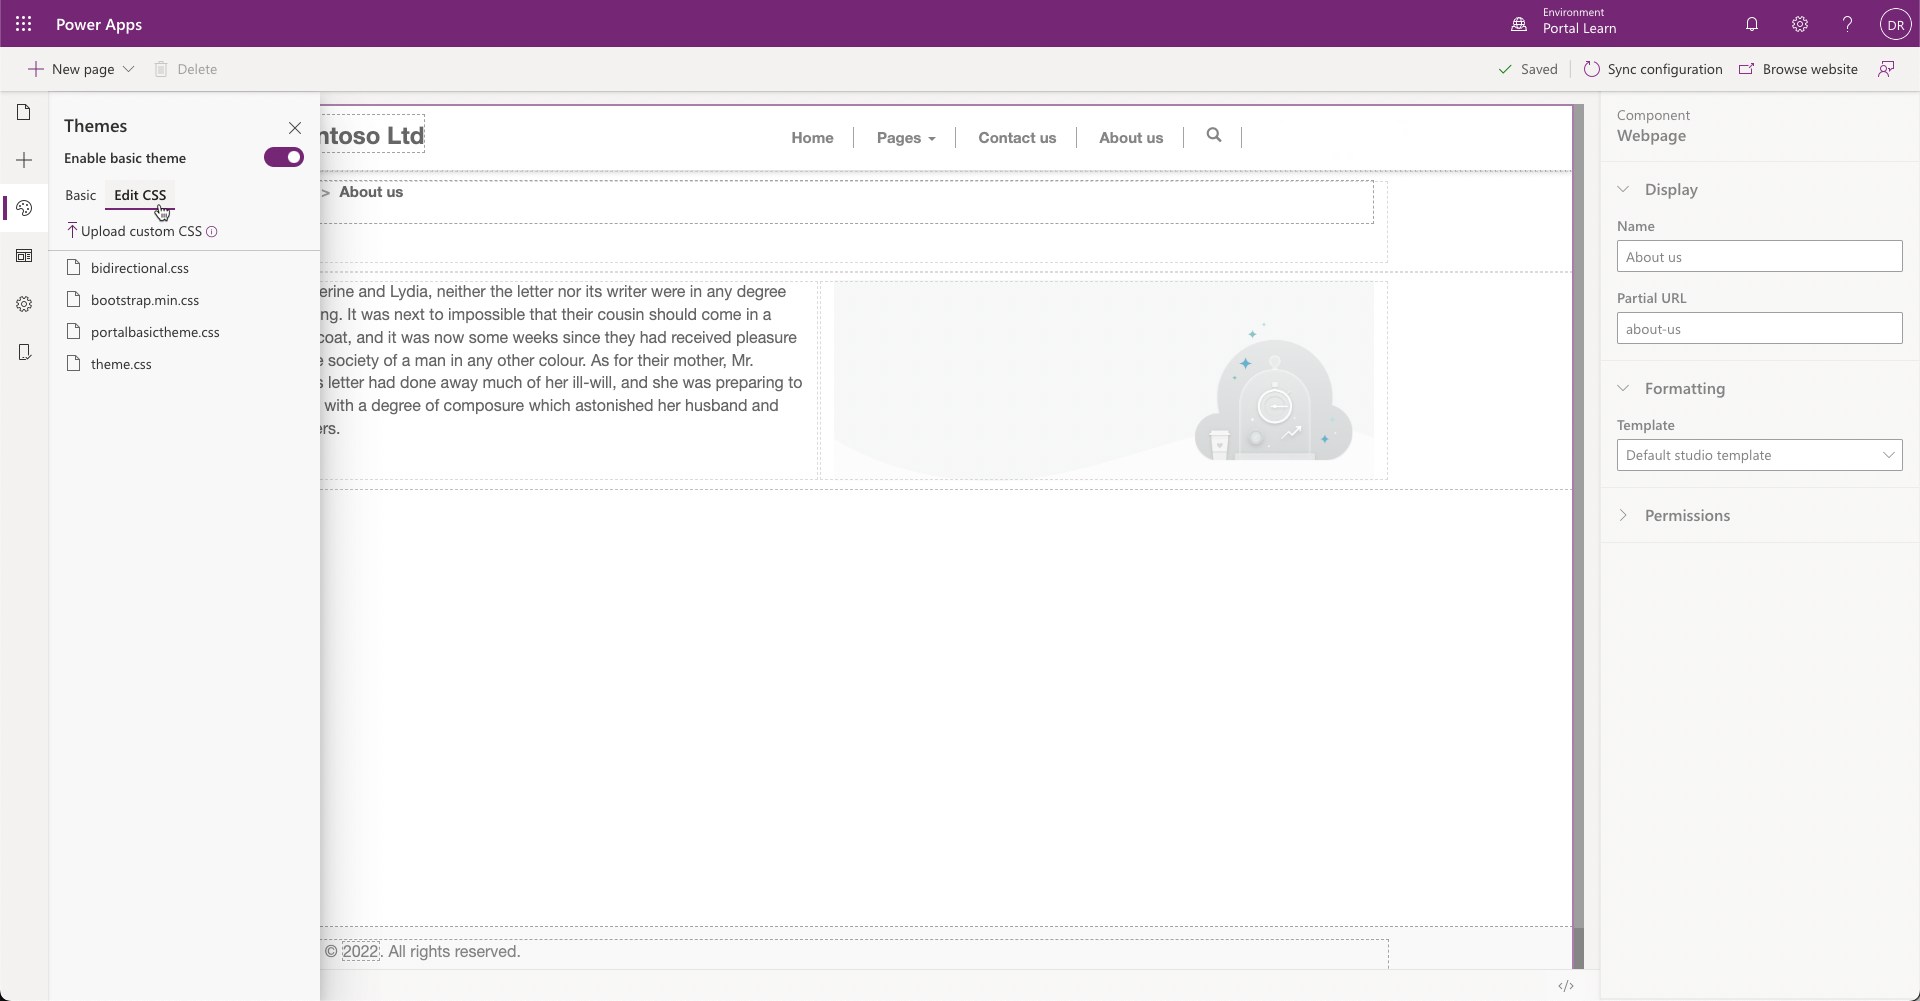 Power Apps
Environment
Portal Learn
DR
New page
Delete
Saved
Sync configuration
Browse website
Themes
Enable basic theme
Basic
Edit CSS
Upload custom CSS
bidirectional.css
bootstrap.min.css
portalbasictheme.css
theme.css
ntoso Ltd
Home
Pages
Contact us
About us
> About us
erine and Lydia, neither the letter nor its writer were in any degree
ng. It was next to impossible that their cousin should come in a
coat, and it was now some weeks since they had received pleasure
e society of a man in any other colour. As for their mother, Mr.
s letter had done away much of her ill-will, and she was preparing to
with a degree of composure which astonished her husband and
ers.
© 2022. All rights reserved.
</>
Component
Webpage
Display
Name
About us
Partial URL
about-us
Formatting
Template
Default studio template
Permissions